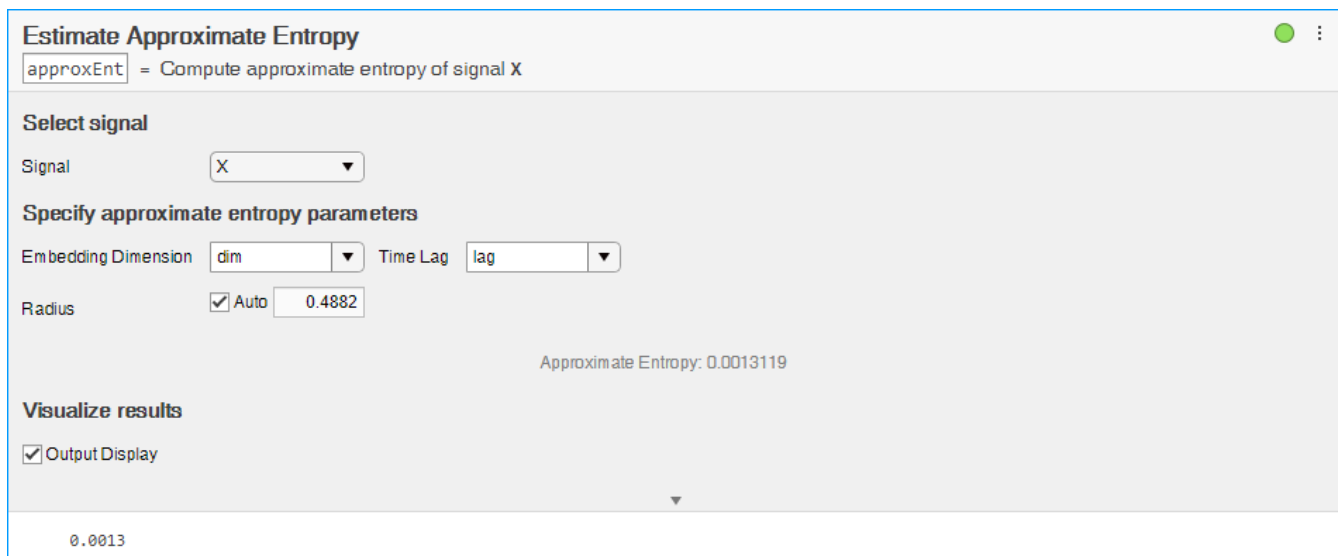 Estimate Approximate Entropy
approxEnt = Compute approximate entropy of signal X
Select signal
Signal X
Specify approximate entropy parameters
Embedding Dimension dim Time Lag lag
Radius Auto 0.4882
Approximate Entropy: 0.0013119
Visualize results
Output Display
0.0013